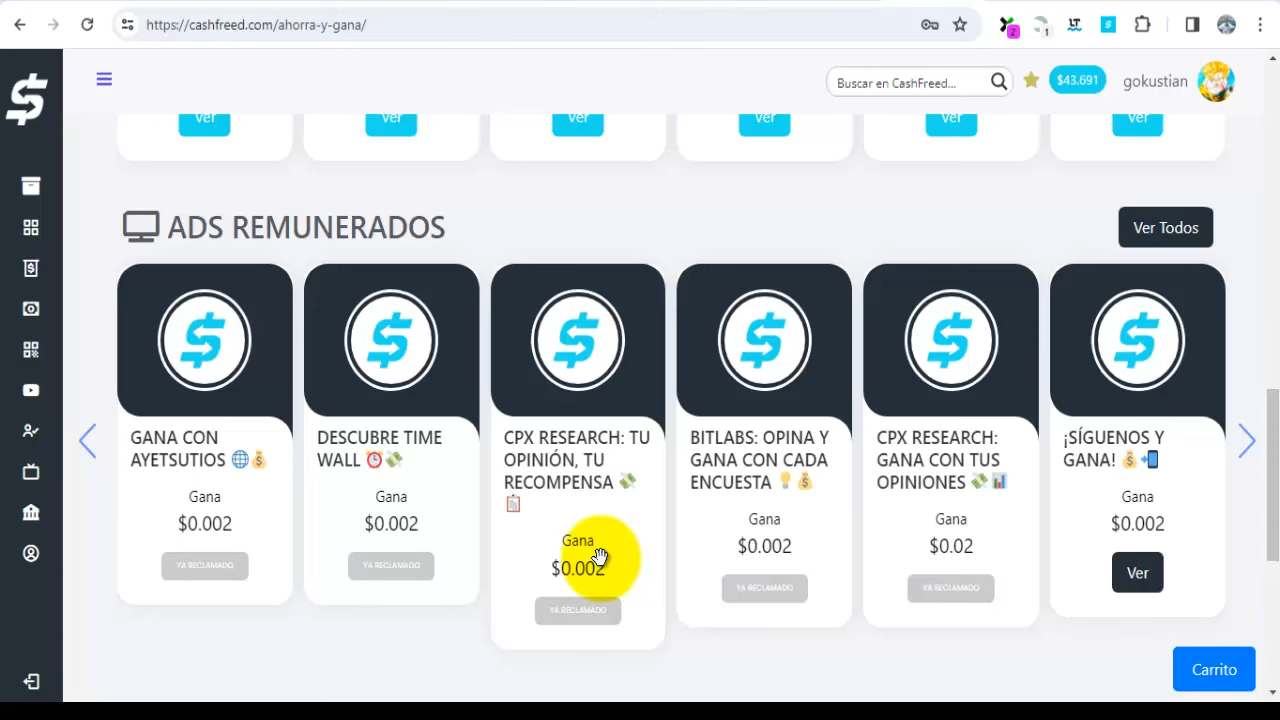 https://cashfreed.com/ahorra-y-gana/
2
1
LT
Buscar en CashFreed...
$43.691
gokustian
Ver Ver Ver Ver Ver Ver
ADS REMUNERADOS
Ver Todos
GANA CON
AYETSUTIOS 🌐💰
Gana
$0.002
YA RECLAMADO
DESCUBRE TIME
WALL ⏰💸
Gana
$0.002
YA RECLAMADO
CPX RESEARCH: TU
OPINIÓN, TU
RECOMPENSA 💸
📋
Gana
$0.002
YA RECLAMADO
BITLABS: OPINA Y
GANA CON CADA
ENCUESTA 💡💰
Gana
$0.002
YA RECLAMADO
CPX RESEARCH:
GANA CON TUS
OPINIONES 💸📊
Gana
$0.02
YA RECLAMADO
¡SÍGUENOS Y
GANA! 💰📲
Gana
$0.002
Ver
Carrito